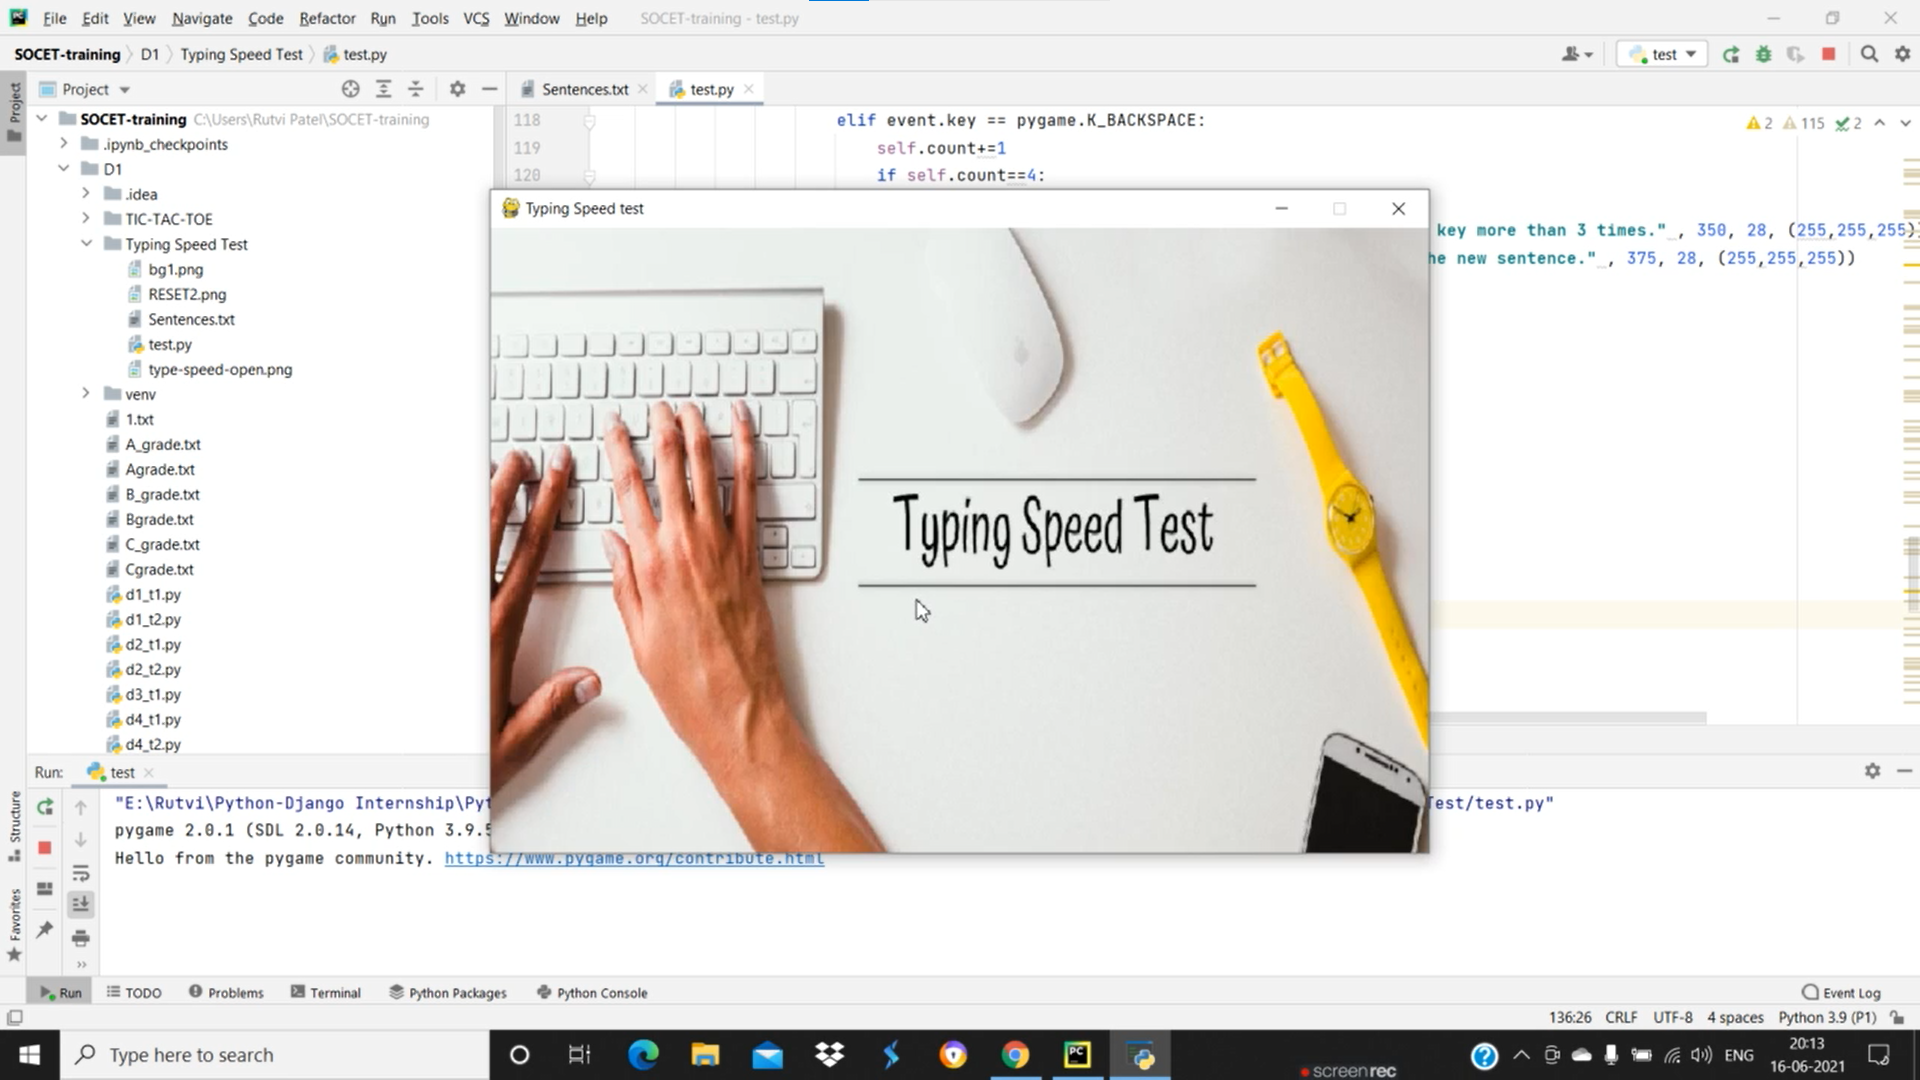 File Edit View Navigate Code Refactor Run Tools VCS Window Help SOCET-training - test.py
SOCET-training D1 Typing Speed Test test.py
test
Project
Project
Sentences.txt
test.py
SOCET-training C:\Users\Rutvi Patel\SOCET-training
.ipynb_checkpoints
D1
.idea
TIC-TAC-TOE
Typing Speed Test
bg1.png
RESET2.png
Sentences.txt
test.py
type-speed-open.png
venv
1.txt
A_grade.txt
Agrade.txt
B_grade.txt
Bgrade.txt
C_grade.txt
Cgrade.txt
d1_t1.py
d1_t2.py
d2_t1.py
d2_t2.py
d3_t1.py
d4_t1.py
d4_t2.py
118 elif event.key == pygame.K_BACKSPACE:
119 self.count+=1
120 if self.count==4:
2 115 2
key more than 3 times." , 350, 28, (255,255,255))
he new sentence." , 375, 28, (255,255,255))
Typing Speed test
Typing Speed Test
Run: test
"E:\Rutvi\Python-Django Internship\Pyt
Test/test.py"
pygame 2.0.1 (SDL 2.0.14, Python 3.9.5
Hello from the pygame community. https://www.pygame.org/contribute.html
Structure
Favorites
Run TODO Problems Terminal Python Packages Python Console Event Log
136:26 CRLF UTF-8 4 spaces Python 3.9 (P1)
Type here to search
PC
ENG
20:13
16-06-2021
screenrec